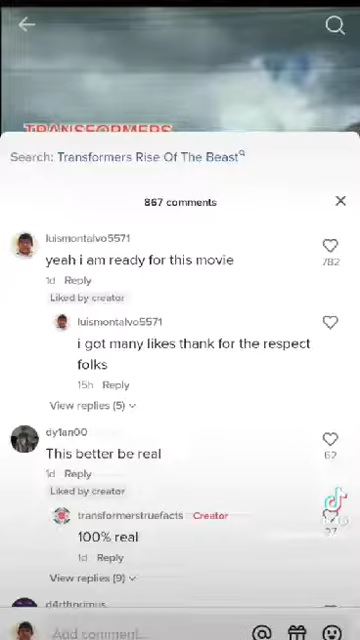 TRANSFORMERS
Search: Transformers Rise Of The Beast
867 comments
luismontalvo5571
yeah i am ready for this movie
782
1d Reply
Liked by creator
luismontalvo5571
i got many likes thank for the respect
folks
15h Reply
View replies (5)
dy1an00
This better be real
62
1d Reply
Liked by creator
transformerstruefacts Creator
100% real
37
1d Reply
View replies (9)
d4rthprimus
Add comment...